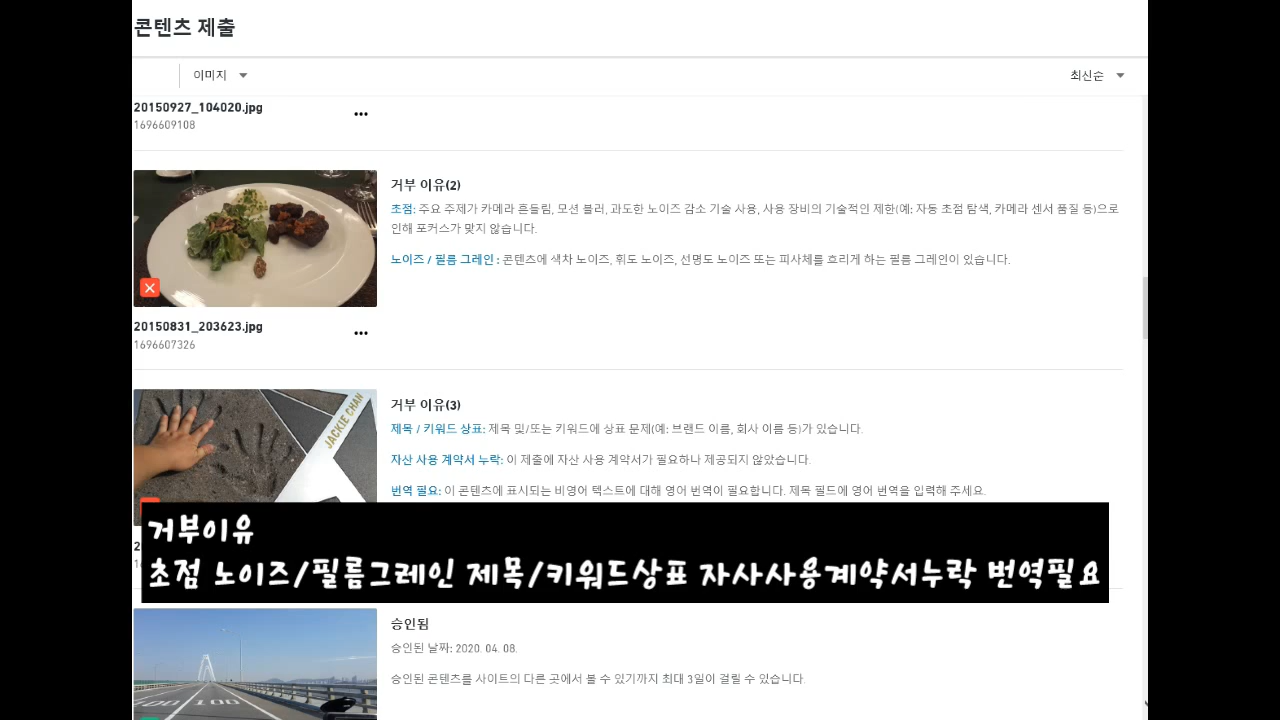 콘텐츠 제출
이미지
최신순
20150927_104020.jpg
•••
1696609108
거부 이유(2)
초점: 주요 주제가 카메라 흔들림, 모션 블러, 과도한 노이즈 감소 기술 사용, 사용 장비의 기술적인 제한(예: 자동 초점 탐색, 카메라 센서 품질 등)으로
인해 포커스가 맞지 않습니다.
노이즈 / 필름 그레인 : 콘텐츠에 색차 노이즈, 휘도 노이즈, 선명도 노이즈 또는 피사체를 흐리게 하는 필름 그레인이 있습니다.
20150831_203623.jpg
•••
1696607326
JACKIE CHAN
거부 이유(3)
제목 / 키워드 상표: 제목 및/또는 키워드에 상표 문제(예: 브랜드 이름, 회사 이름 등)가 있습니다.
자산 사용 계약서 누락: 이 제출에 자산 사용 계약서가 필요하나 제공되지 않았습니다.
번역 필요: 이 콘텐츠에 표시되는 비영어 텍스트에 대해 영어 번역이 필요합니다. 제목 필드에 영어 번역을 입력해 주세요.
거부이유
초점 노이즈/필름그레인 제목/키워드상표 자사사용계약서누락 번역필요
승인됨
승인된 날짜: 2020. 04. 08.
승인된 콘텐츠를 사이트의 다른 곳에서 볼 수 있기까지 최대 3일이 걸릴 수 있습니다.
100 100